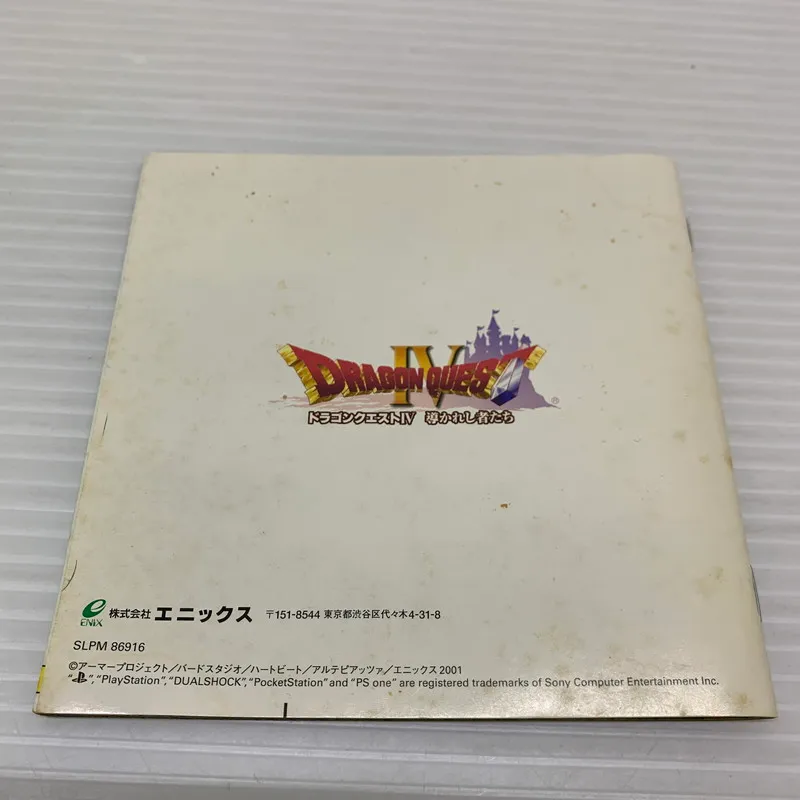 DRAGON QUEST IV ®
ドラゴンクエストIV 導かれし者たち
ENIX 株式会社 エニックス 〒151-8544 東京都渋谷区代々木4-31-8
SLPM 86916
©アーマープロジェクト/バードスタジオ/ハートビート/アルテピアッツァ/エニックス 2001
“ ”, “PlayStation”, “DUALSHOCK”, “PocketStation” and “PS one” are registered trademarks of Sony Computer Entertainment Inc.